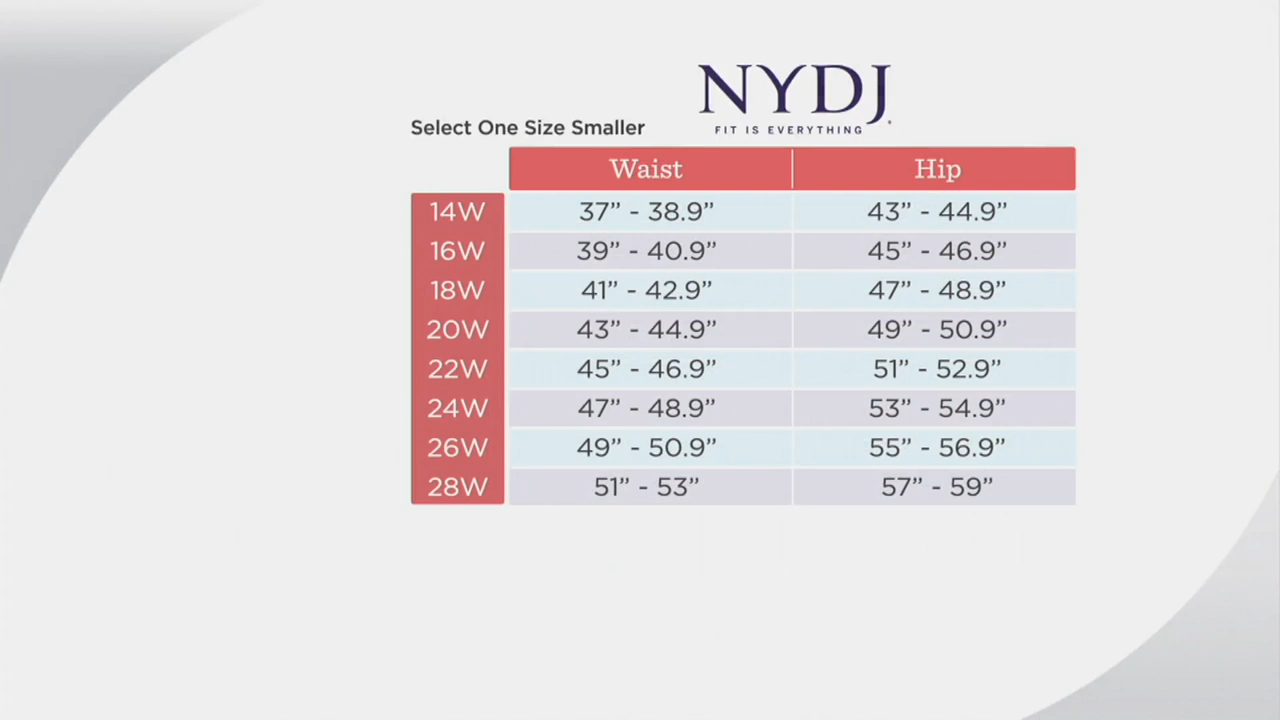 NYDJ
FIT IS EVERYTHING
Select One Size Smaller
Waist Hip
14W 37” - 38.9” 43” - 44.9”
16W 39” - 40.9” 45” - 46.9”
18W 41” - 42.9” 47” - 48.9”
20W 43” - 44.9” 49” - 50.9”
22W 45” - 46.9” 51” - 52.9”
24W 47” - 48.9” 53” - 54.9”
26W 49” - 50.9” 55” - 56.9”
28W 51” - 53” 57” - 59”